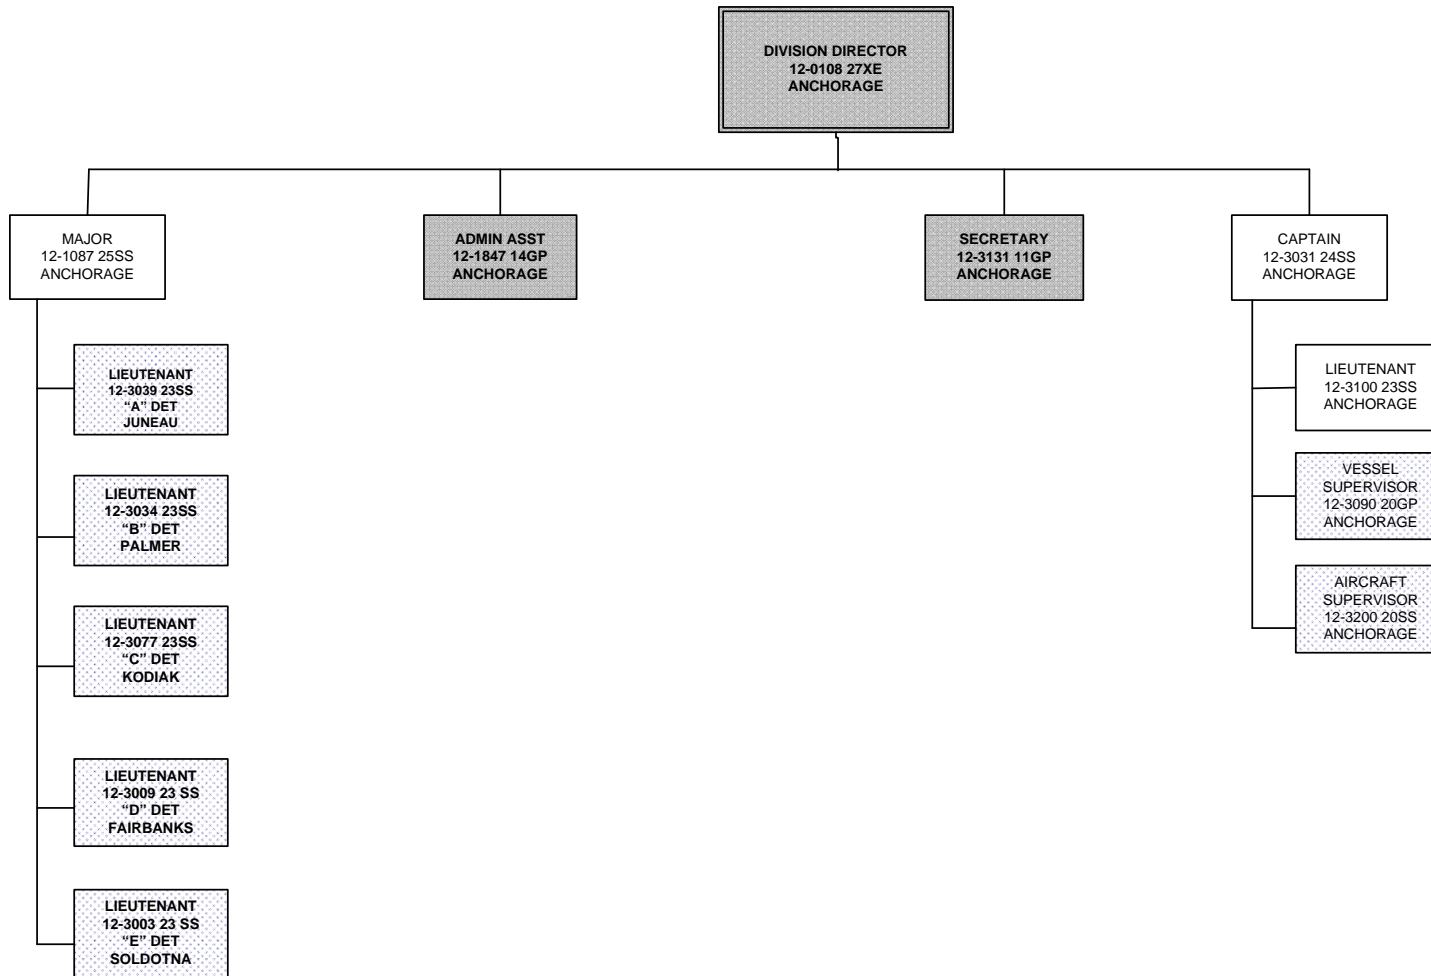 DIVISION DIRECTOR
12-0108 27XE
ANCHORAGE
MAJOR
12-1087 25SS
ANCHORAGE
ADMIN ASST
12-1847 14GP
ANCHORAGE
SECRETARY
12-3131 11GP
ANCHORAGE
CAPTAIN
12-3031 24SS
ANCHORAGE
LIEUTENANT
12-3039 23SS
“A” DET
JUNEAU
LIEUTENANT
12-3034 23SS
“B” DET
PALMER
LIEUTENANT
12-3077 23SS
“C” DET
KODIAK
LIEUTENANT
12-3009 23 SS
“D” DET
FAIRBANKS
LIEUTENANT
12-3003 23 SS
“E” DET
SOLDOTNA
LIEUTENANT
12-3100 23SS
ANCHORAGE
VESSEL
SUPERVISOR
12-3090 20GP
ANCHORAGE
AIRCRAFT
SUPERVISOR
12-3200 20SS
ANCHORAGE